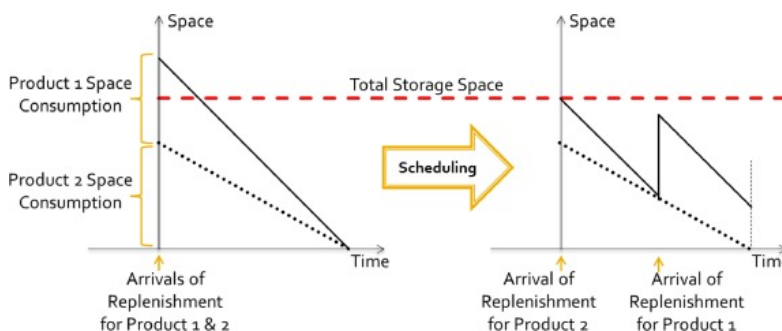 Space
Product 1 Space
Consumption
Product 2 Space
Consumption
Time
Arrivals of
Replenishment
for Product 1 & 2
Total Storage Space
Scheduling
Space
Time
Arrival of
Replenishment
for Product 2
Arrival of
Replenishment
for Product 1